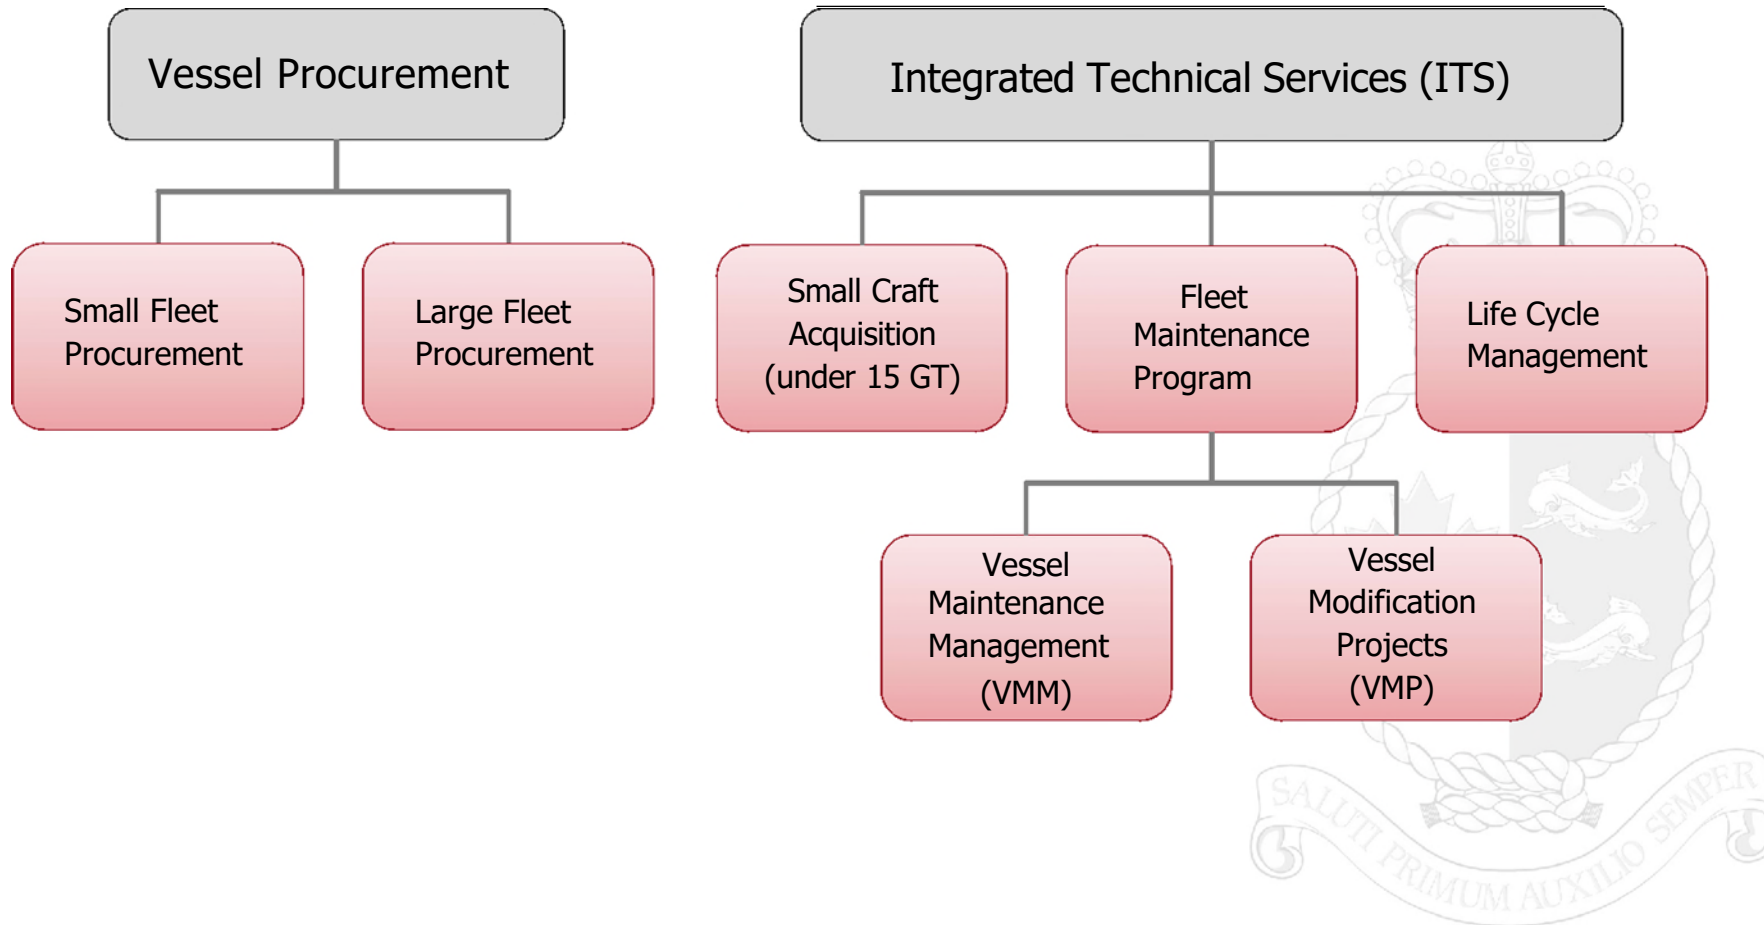 Vessel Procurement
Integrated Technical Services (ITS)
Small Fleet
Procurement
Large Fleet
Procurement
Small Craft
Acquisition
(under 15 GT)
Fleet
Maintenance
Program
Life Cycle
Management
Vessel
Maintenance
Management
(VMM)
Vessel
Modification
Projects
(VMP)
SALUTI PRIMUM AUXILIO SEMPER